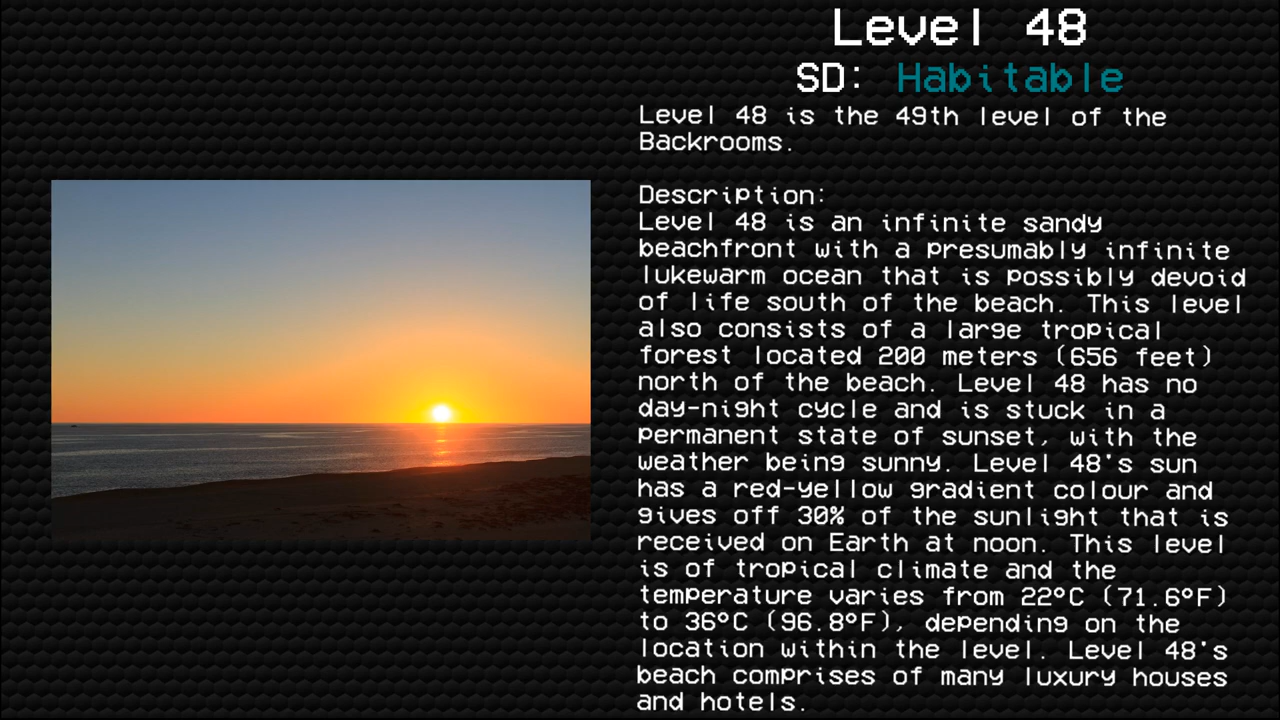 Level 48
SD: Habitable
Level 48 is the 49th level of the
Backrooms.
Description:
Level 48 is an infinite sandy
beachfront with a presumably infinite
lukewarm ocean that is possibly devoid
of life south of the beach. This level
also consists of a large tropical
forest located 200 meters (656 feet)
north of the beach. Level 48 has no
day-night cycle and is stuck in a
permanent state of sunset, with the
weather being sunny. Level 48's sun
has a red-yellow gradient colour and
gives off 30% of the sunlight that is
received on Earth at noon. This level
is of tropical climate and the
temperature varies from 22°C (71.6°F)
to 36°C (96.8°F), depending on the
location within the level. Level 48's
beach comprises of many luxury houses
and hotels.